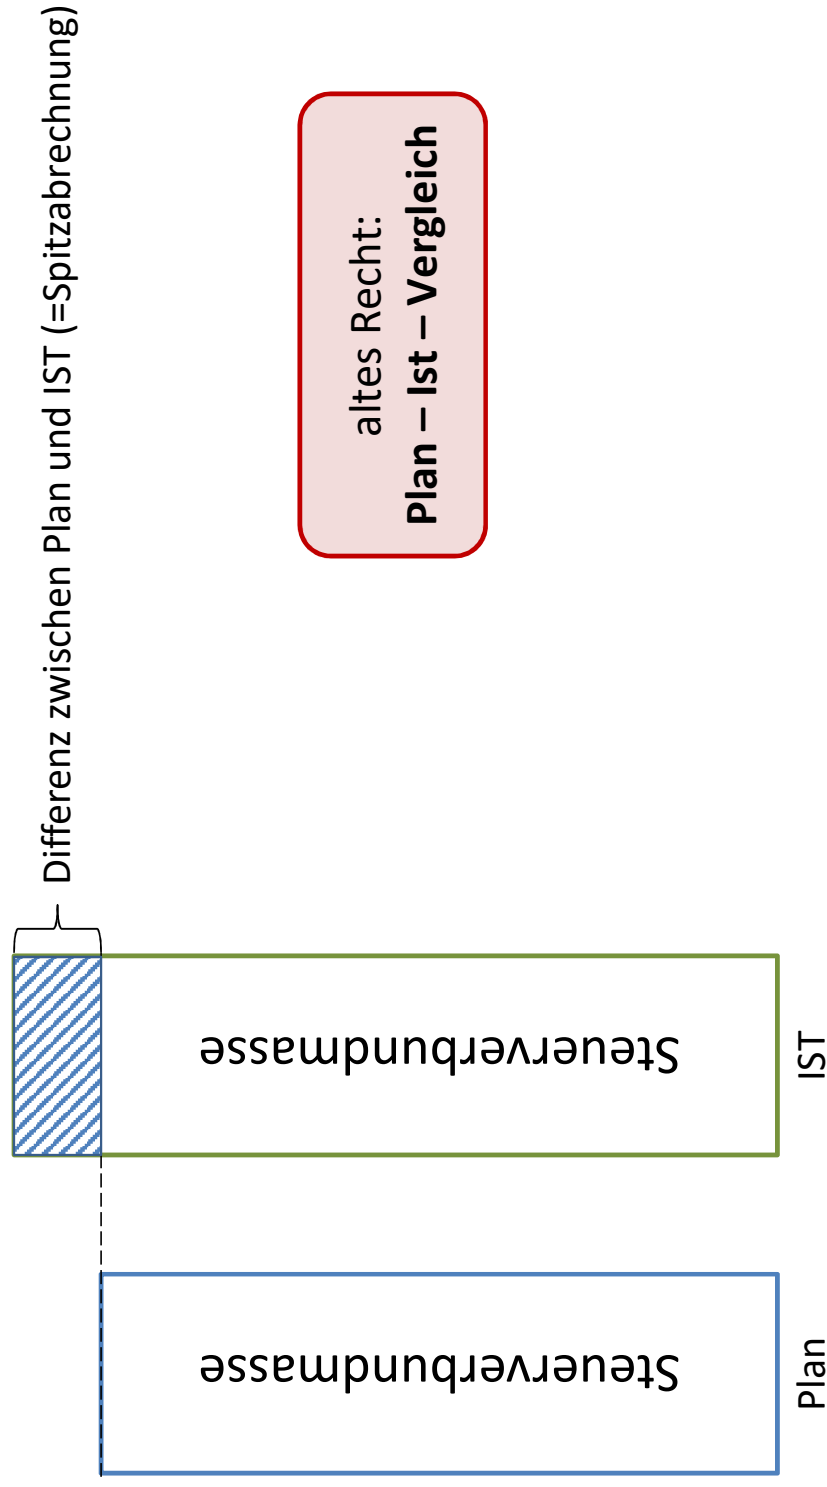 Differenz zwischen Plan und IST (=Spitzabrechnung)
altes Recht:
Plan – Ist – Vergleich
Steuerverbundmasse
Steuerverbundmasse
Plan
IST